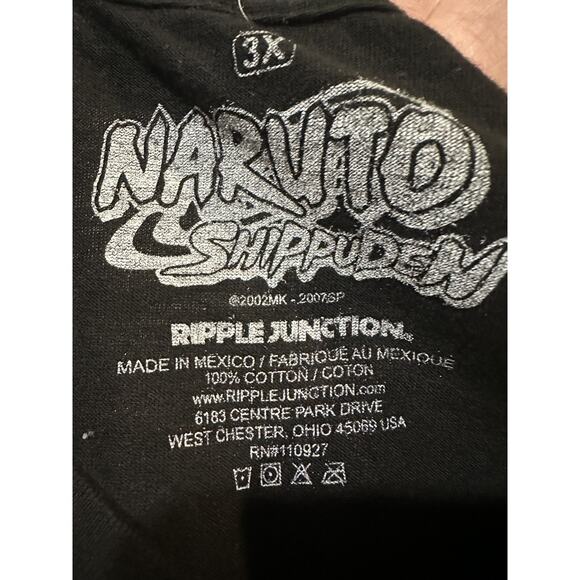 3X
NARUTO
SHIPPUDEN
©2002MK - 2007SP
RIPPLE JUNCTION
MADE IN MEXICO / FABRIQUE AU MEXIQUE
100% COTTON / COTON
www.RIPPLEJUNCTION.com
6183 CENTRE PARK DRIVE
WEST CHESTER, OHIO 45069 USA
RN#110927